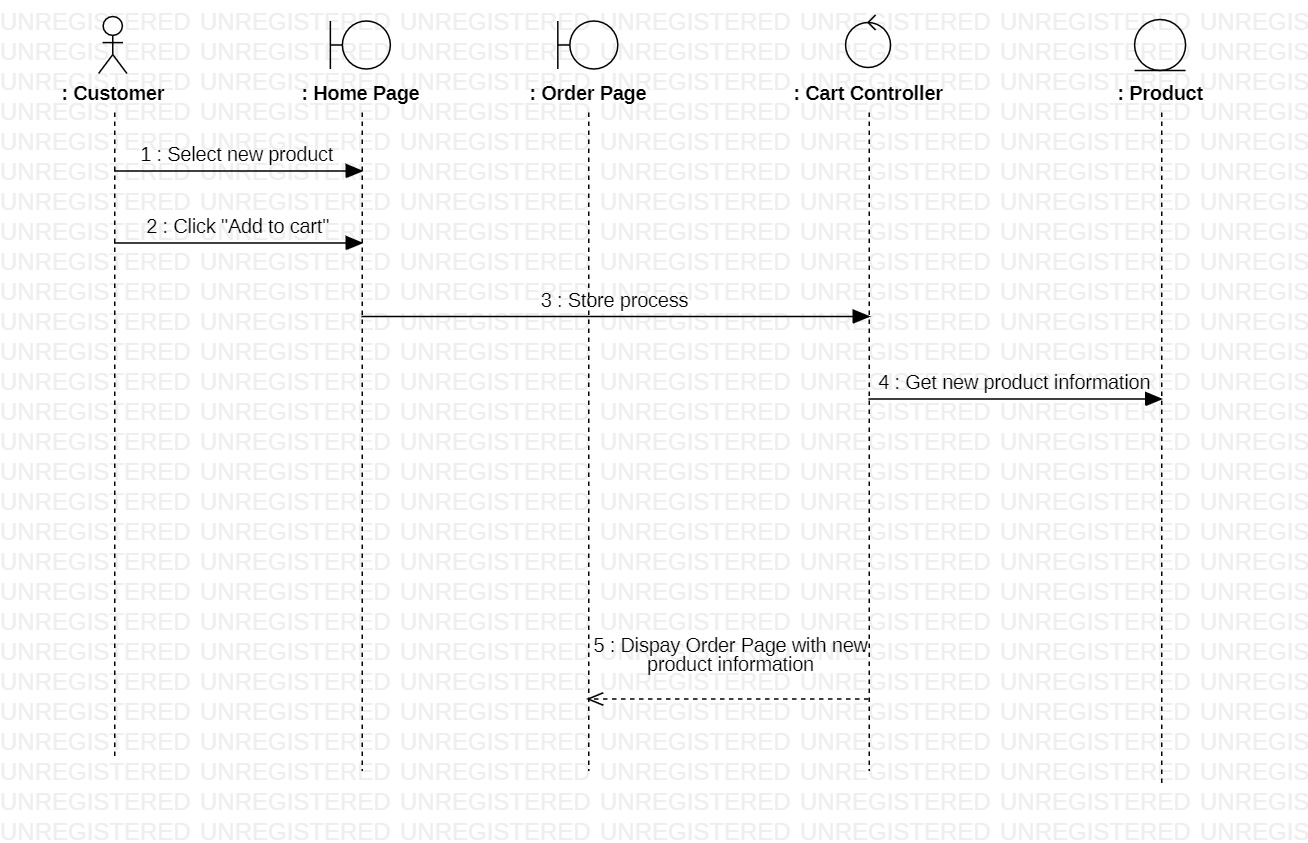 : Customer
: Home Page
: Order Page
: Cart Controller
: Product
1 : Select new product
2 : Click "Add to cart"
3 : Store process
4 : Get new product information
5 : Dispay Order Page with new
product information
UNREGISTERED